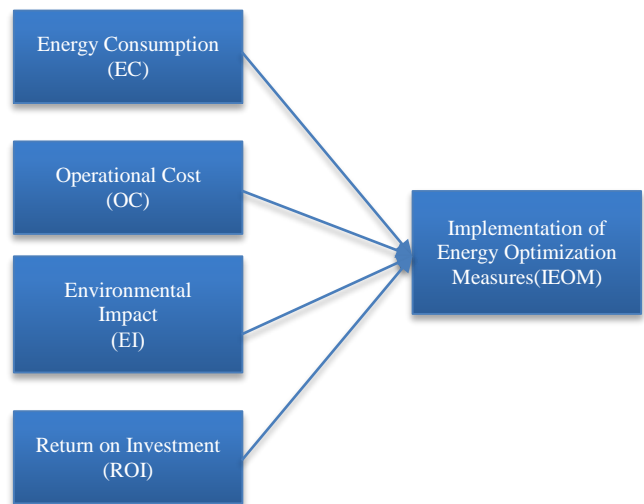 Energy Consumption
(EC)
Operational Cost
(OC)
Environmental
Impact
(EI)
Return on Investment
(ROI)
Implementation of
Energy Optimization
Measures(IEOM)